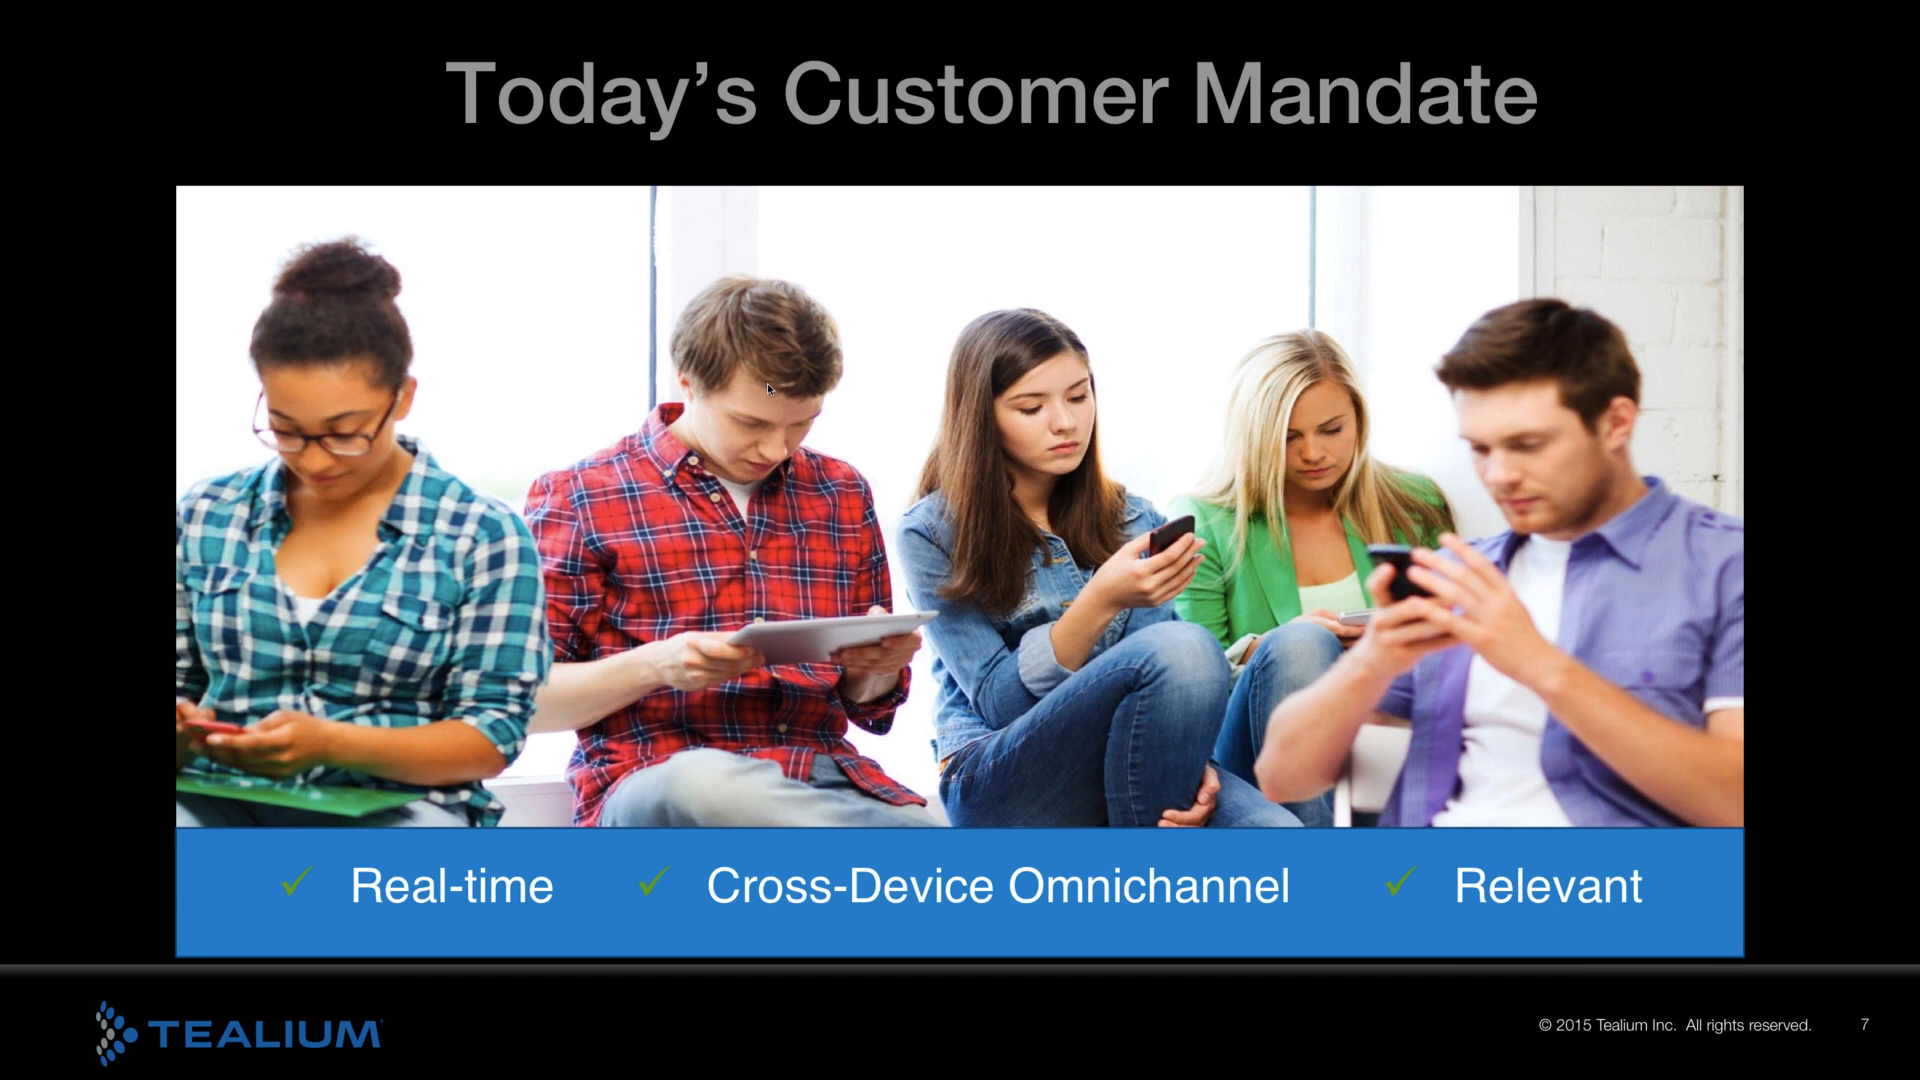 Today’s Customer Mandate
✓ Real-time ✓ Cross-Device Omnichannel ✓ Relevant
TEALIUM
© 2015 Tealium Inc. All rights reserved. 7